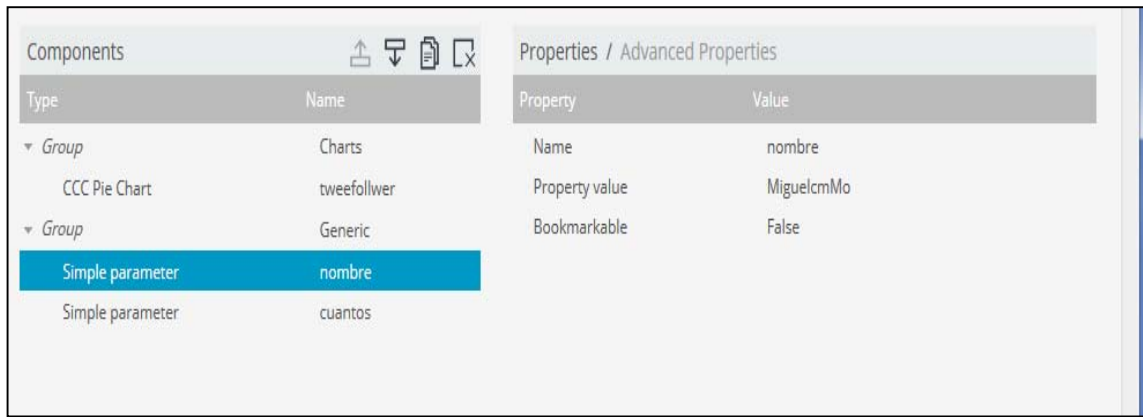 Components
Type Name
Group Charts
CCC Pie Chart tweefollwer
Group Generic
Simple parameter nombre
Simple parameter cuantos
Properties / Advanced Properties
Property Value
Name nombre
Property value MiguelcmMo
Bookmarkable False